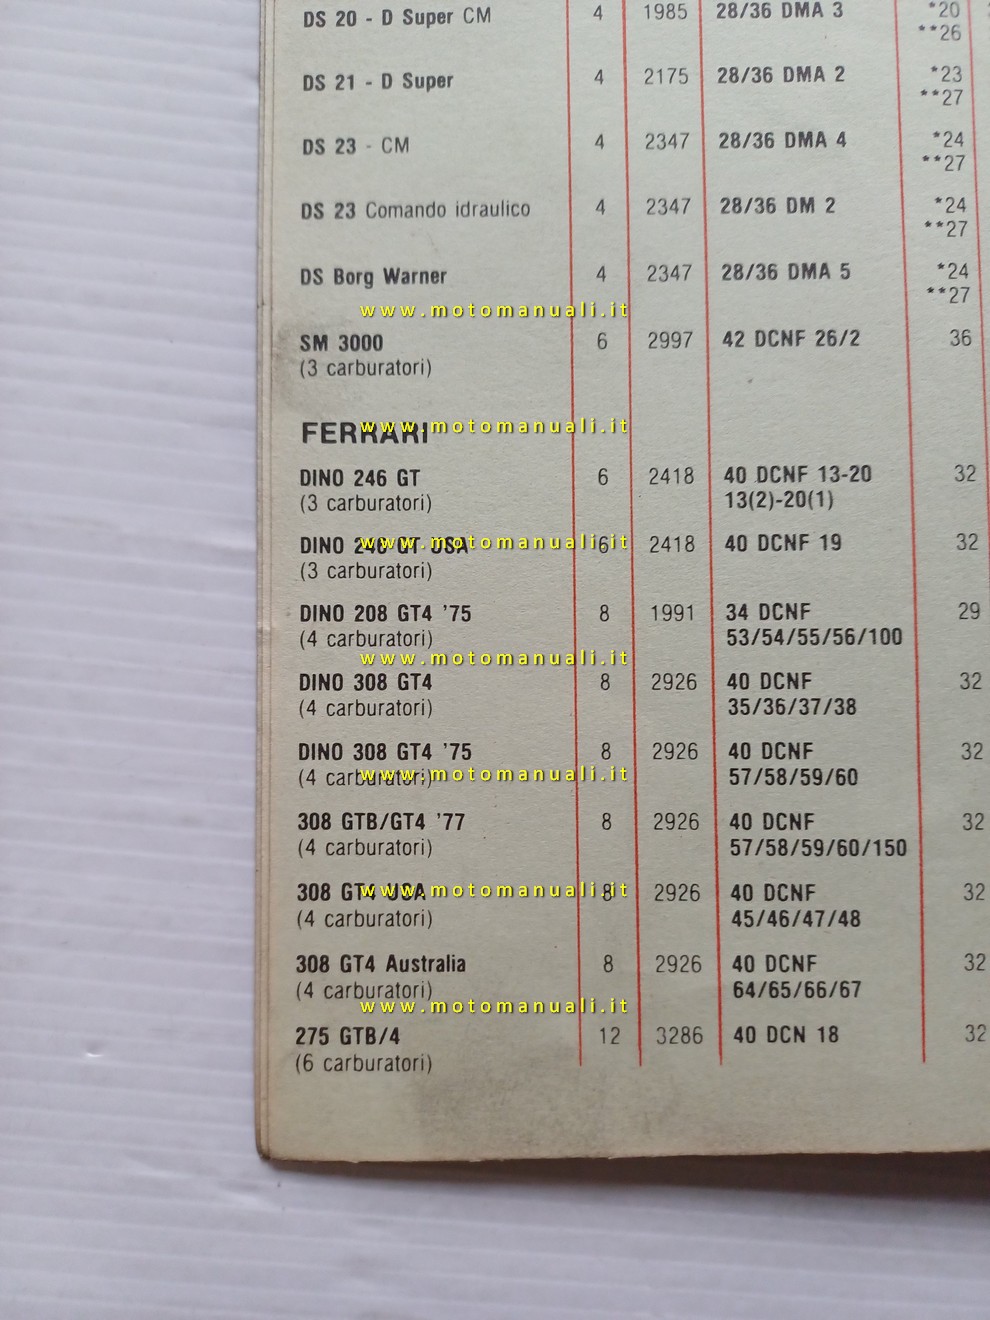 DS 20 - D Super CM 4 1985 28/36 DMA 3 *20
**26
DS 21 - D Super 4 2175 28/36 DMA 2 *23
**27
DS 23 - CM 4 2347 28/36 DMA 4 *24
**27
DS 23 Comando idraulico 4 2347 28/36 DM 2 *24
**27
DS Borg Warner 4 2347 28/36 DMA 5 *24
**27
www.motomanuali.it
SM 3000 6 2997 42 DCNF 26/2 36
(3 carburatori)
FERRARI
www.motomanuali.it
DINO 246 GT 6 2418 40 DCNF 13-20 32
(3 carburatori) 13(2)-20(1)
DINO 246 GT USA 6 2418 40 DCNF 19 32
www.motomanuali.it
(3 carburatori)
DINO 208 GT4 '75 8 1991 34 DCNF 29
(4 carburatori) 53/54/55/56/100
www.motomanuali.it
DINO 308 GT4 8 2926 40 DCNF 32
(4 carburatori) 35/36/37/38
DINO 308 GT4 '75 8 2926 40 DCNF 32
(4 carburatori) 57/58/59/60
www.motomanuali.it
308 GTB/GT4 '77 8 2926 40 DCNF 32
(4 carburatori) 57/58/59/60/150
308 GT4 USA 8 2926 40 DCNF 32
www.motomanuali.it
(4 carburatori) 45/46/47/48
308 GT4 Australia 8 2926 40 DCNF 32
(4 carburatori) 64/65/66/67
www.motomanuali.it
275 GTB/4 12 3286 40 DCN 18 32
(6 carburatori)